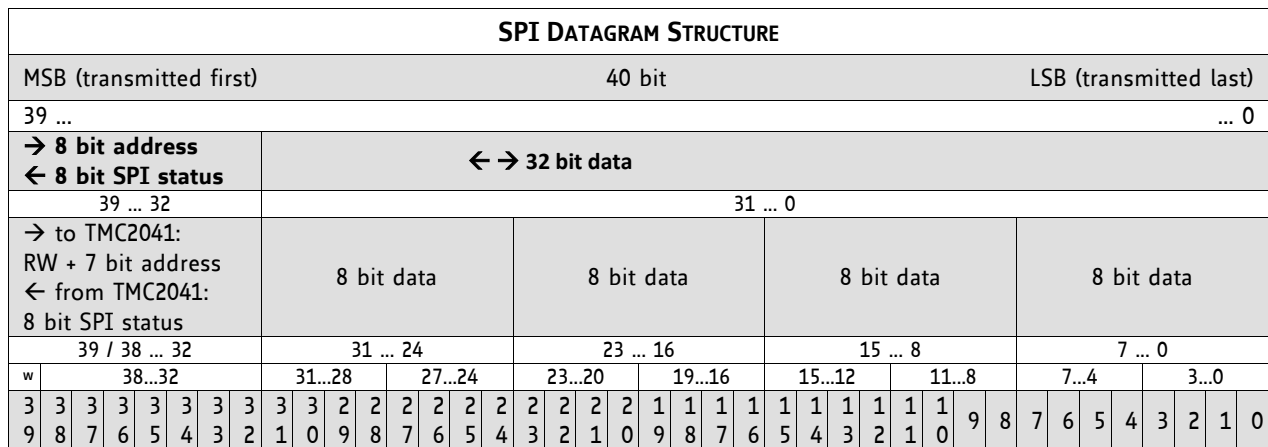 SPI DATAGRAM STRUCTURE
MSB (transmitted first) 40 bit LSB (transmitted last)
39 ... ... 0
→ 8 bit address
← 8 bit SPI status
← → 32 bit data
39 ... 32 31 ... 0
→ to TMC2041:
RW + 7 bit address
← from TMC2041:
8 bit SPI status
8 bit data 8 bit data 8 bit data 8 bit data
39 / 38 ... 32 31 ... 24 23 ... 16 15 ... 8 7 ... 0
w 38...32 31...28 27...24 23...20 19...16 15...12 11...8 7...4 3...0
3 3 3 3 3 3 3 3 3 3 2 2 2 2 2 2 2 2 2 2 1 1 1 1 1 1 1 1 1 1 9 8 7 6 5 4 3 2 1 0
9 8 7 6 5 4 3 2 1 0 9 8 7 6 5 4 3 2 1 0 9 8 7 6 5 4 3 2 1 0